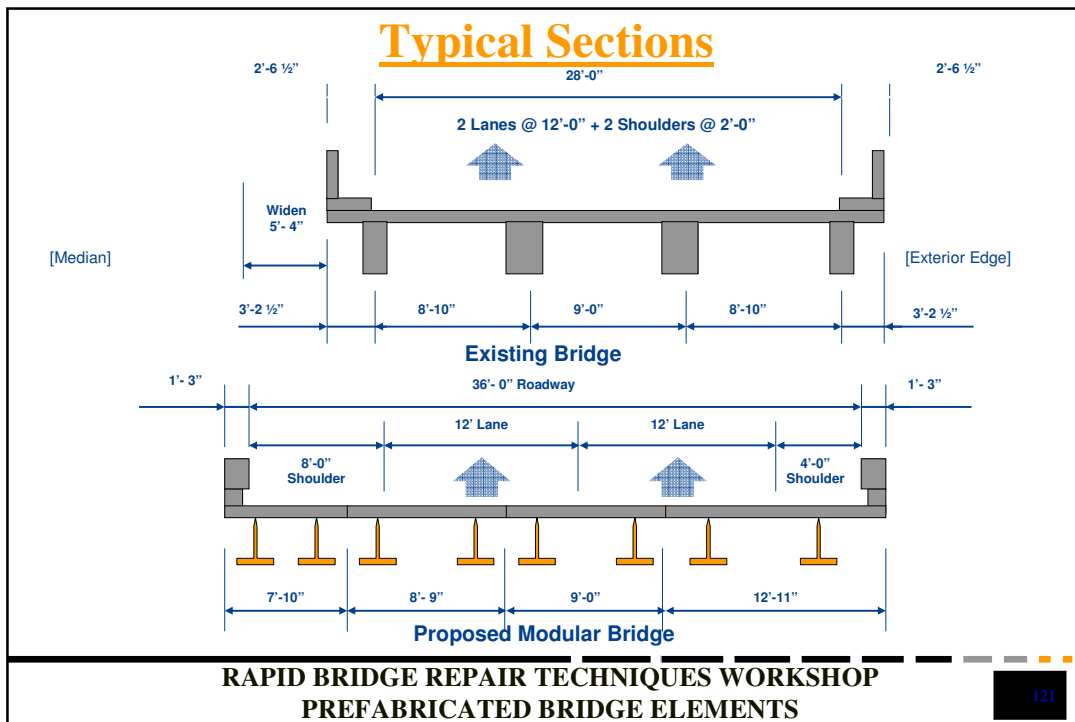 Typical Sections
2’-6 ½”
2’-6 ½”
28’-0”
2 Lanes @ 12’-0” + 2 Shoulders @ 2’-0”
Widen
5’- 4”
[Median]
[Exterior Edge]
3’-2 ½”
8’-10”
9’-0”
8’-10”
3’-2 ½”
Existing Bridge
1’- 3”
36’- 0” Roadway
1’- 3”
12’ Lane
12’ Lane
8’-0”
Shoulder
4’-0”
Shoulder
7’-10”
8’- 9”
9’-0”
12’-11”
Proposed Modular Bridge
RAPID BRIDGE REPAIR TECHNIQUES WORKSHOP
PREFABRICATED BRIDGE ELEMENTS
121